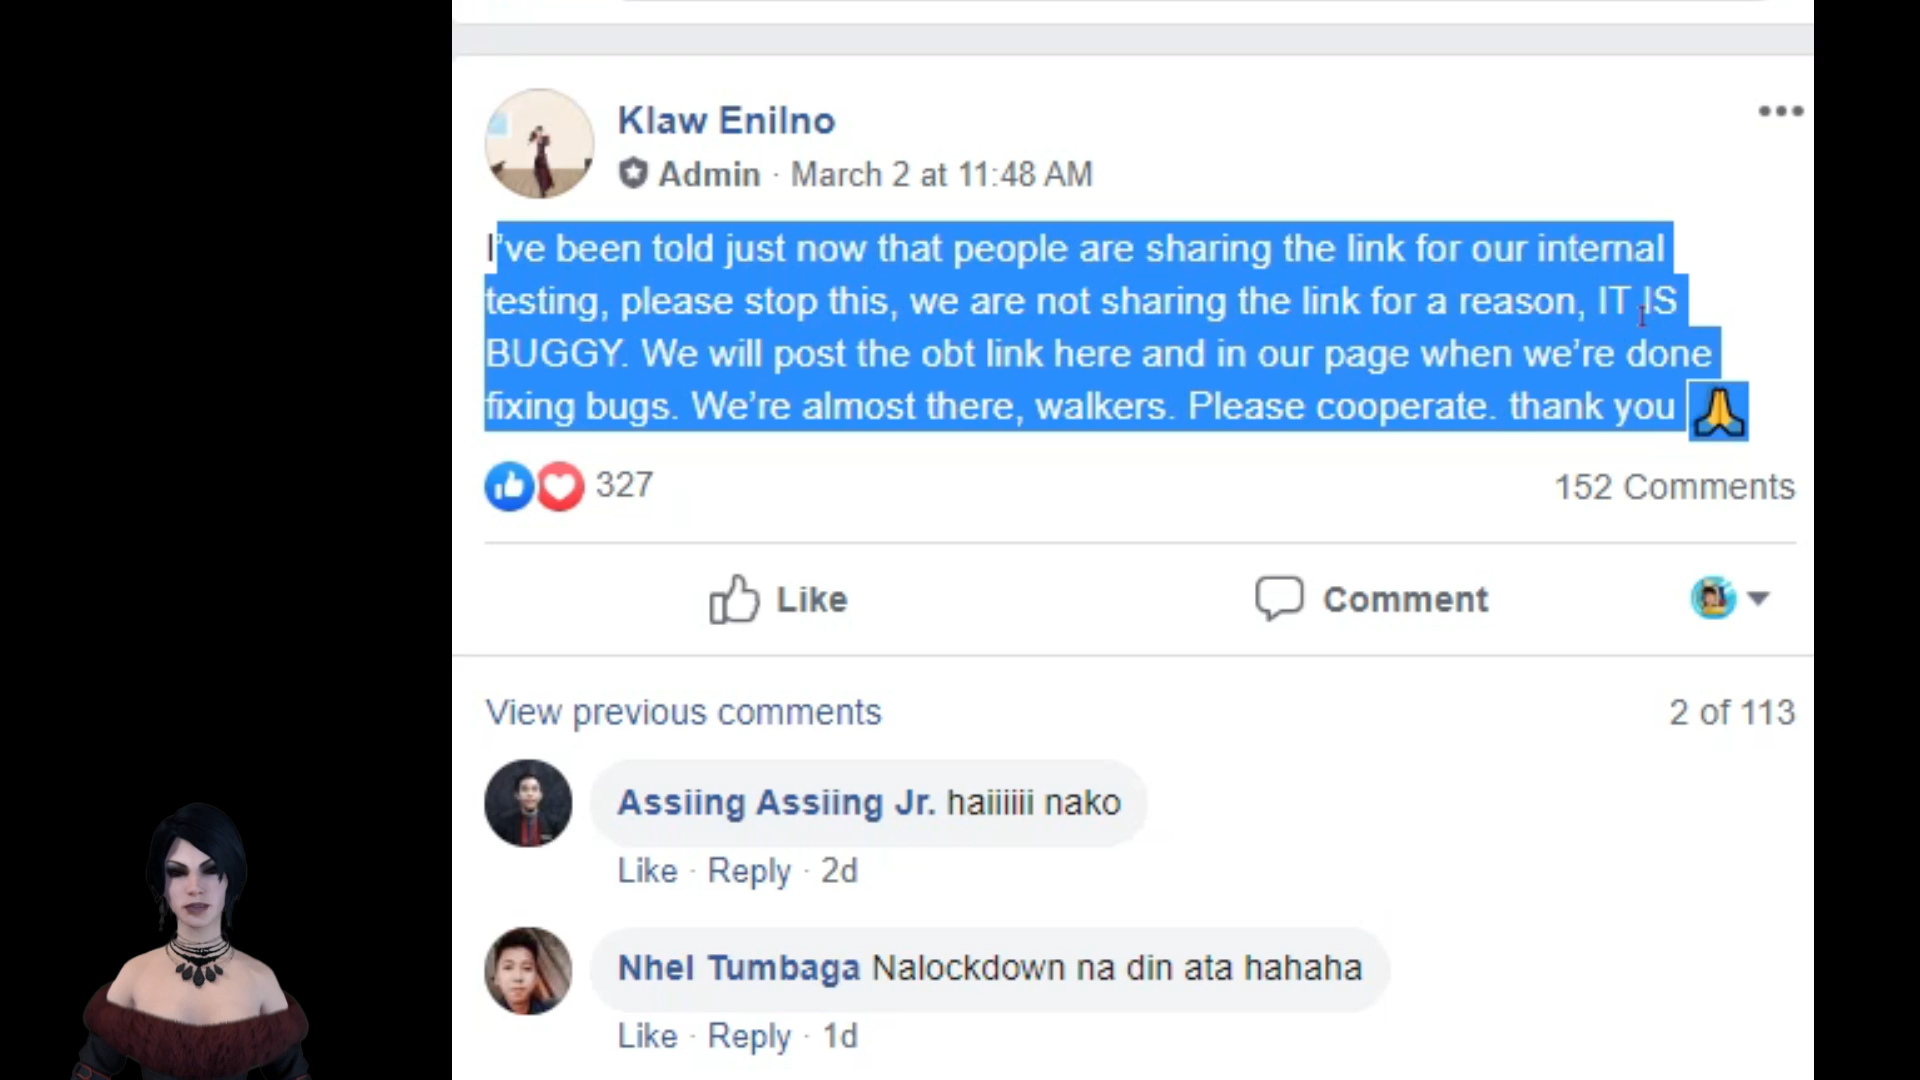 Klaw Enilno
Admin · March 2 at 11:48 AM
I've been told just now that people are sharing the link for our internal
testing, please stop this, we are not sharing the link for a reason, IT IS
BUGGY. We will post the obt link here and in our page when we're done
fixing bugs. We're almost there, walkers. Please cooperate. thank you 🙏
327
152 Comments
Like
Comment
View previous comments
2 of 113
Assiing Assiing Jr. haiiiiii nako
Like · Reply · 2d
Nhel Tumbaga Nalockdown na din ata hahaha
Like · Reply · 1d